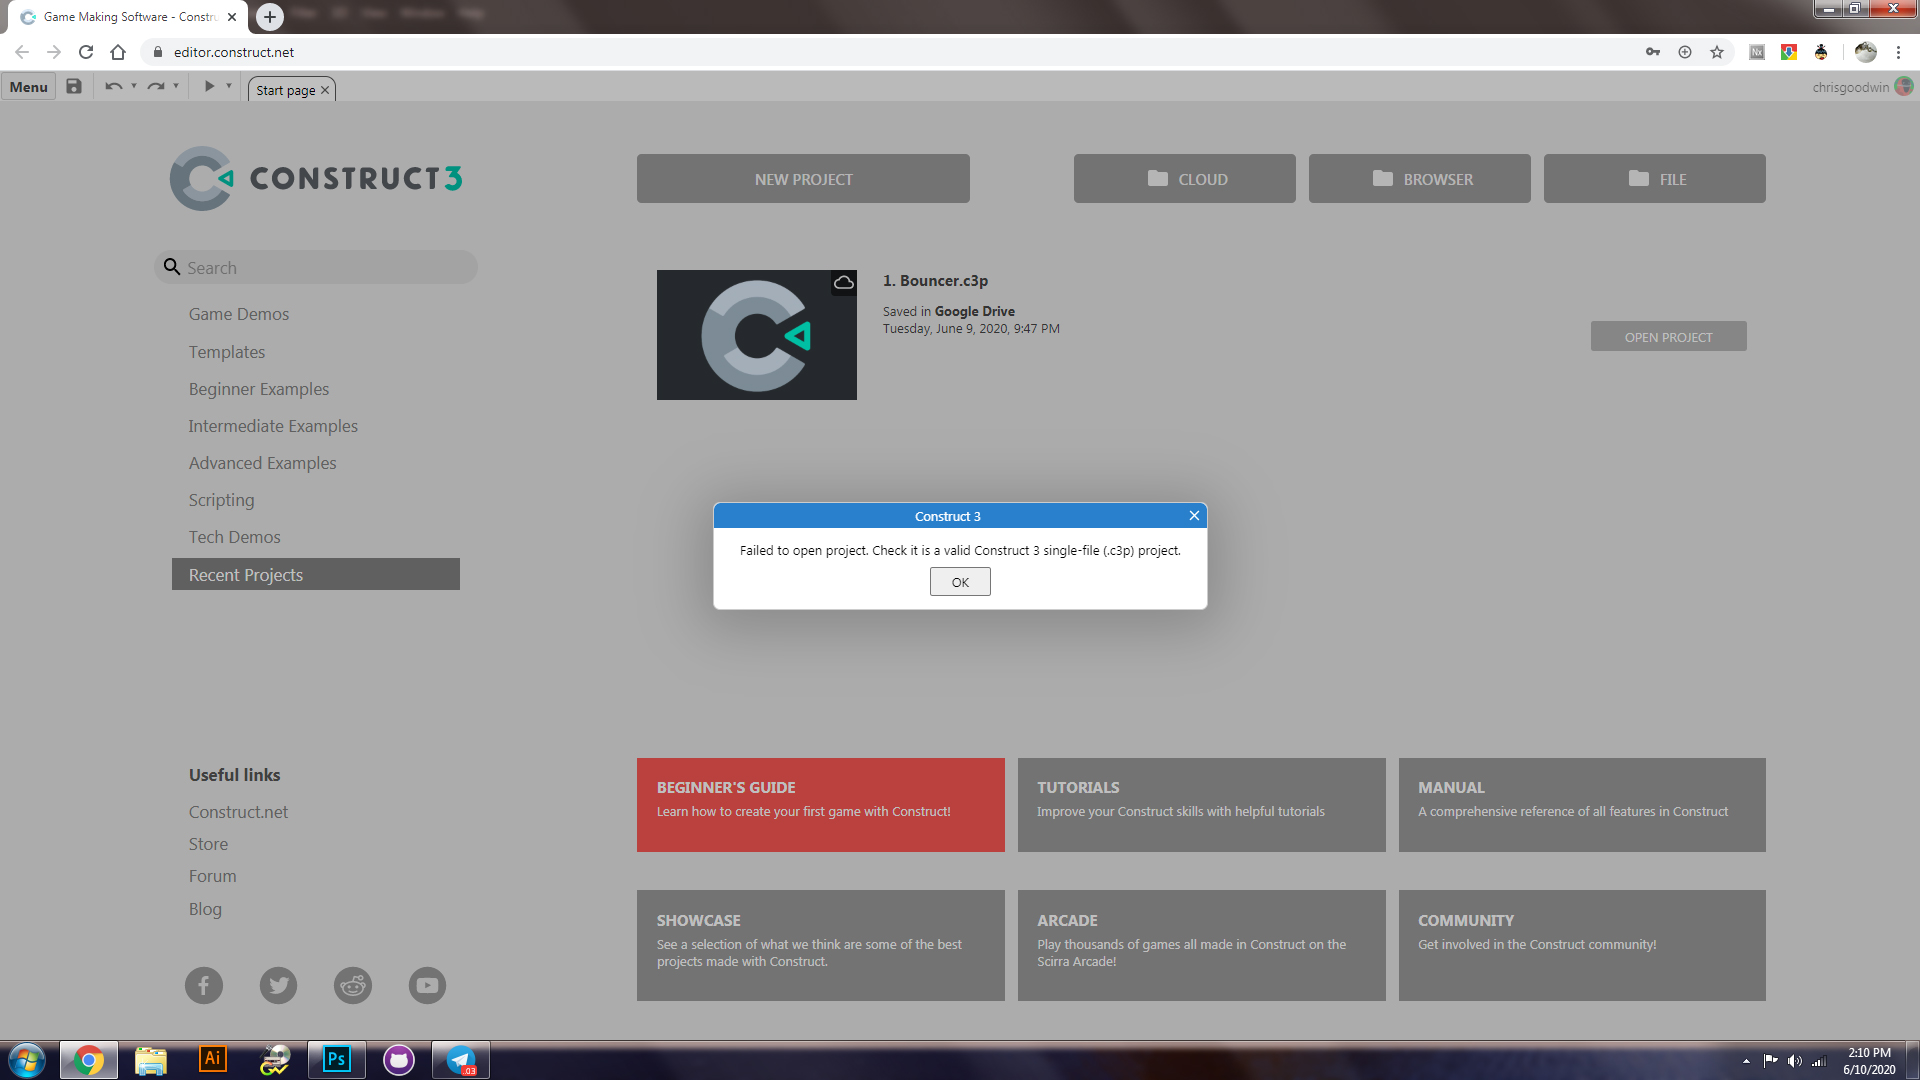 Game Making Software - Constru
editor.construct.net
Menu
Start page
chrisgoodwin
CONSTRUCT 3
NEW PROJECT
CLOUD
BROWSER
FILE
Search
Game Demos
Templates
Beginner Examples
Intermediate Examples
Advanced Examples
Scripting
Tech Demos
Recent Projects
1. Bouncer.c3p
Saved in Google Drive
Tuesday, June 9, 2020, 9:47 PM
OPEN PROJECT
Construct 3
Failed to open project. Check it is a valid Construct 3 single-file (.c3p) project.
OK
Useful links
Construct.net
Store
Forum
Blog
BEGINNER'S GUIDE
Learn how to create your first game with Construct!
TUTORIALS
Improve your Construct skills with helpful tutorials
MANUAL
A comprehensive reference of all features in Construct
SHOWCASE
See a selection of what we think are some of the best
projects made with Construct.
ARCADE
Play thousands of games all made in Construct on the
Scirra Arcade!
COMMUNITY
Get involved in the Construct community!
Ai
Ps
.03
2:10 PM
6/10/2020